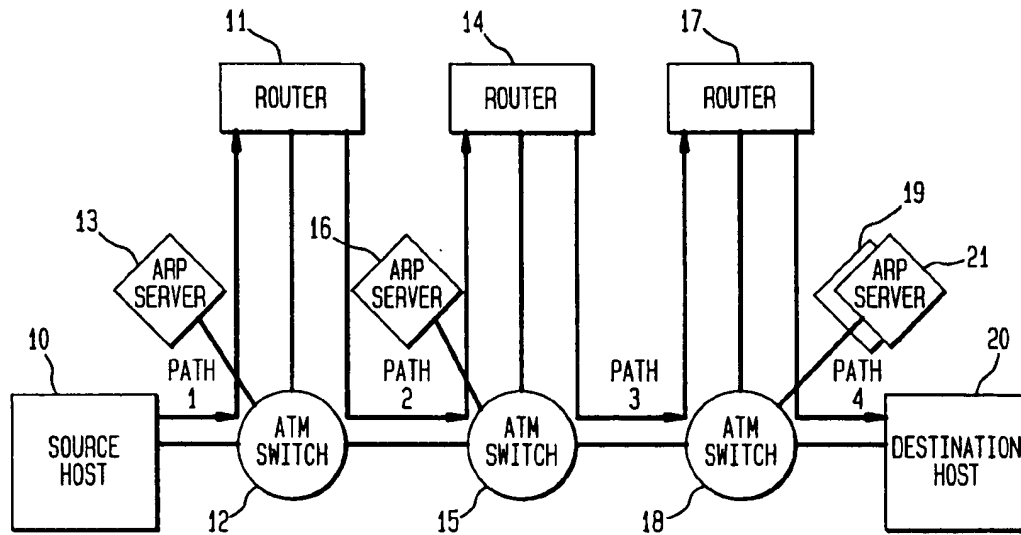 11
14
17
ROUTER
ROUTER
ROUTER
13
ARP
SERVER
16
ARP
SERVER
19
ARP
SERVER
21
10
PATH
1
PATH
2
PATH
3
PATH
4
20
SOURCE
HOST
ATM
SWITCH
ATM
SWITCH
ATM
SWITCH
DESTINATION
HOST
12
15
18